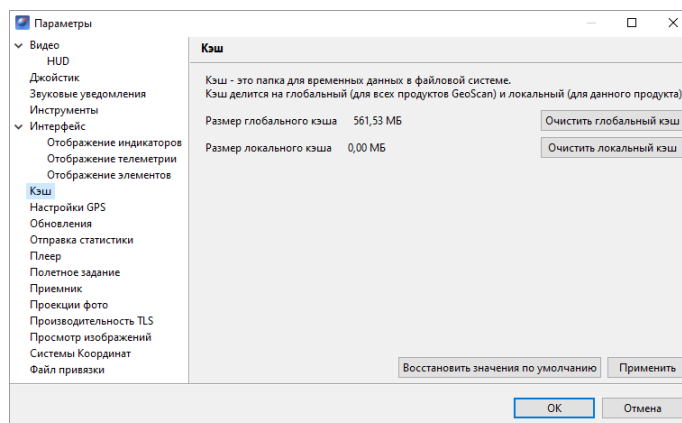 Параметры
Видео
HUD
Джойстик
Звуковые уведомления
Инструменты
Интерфейс
Отображение индикаторов
Отображение телеметрии
Отображение элементов
Кэш
Настройки GPS
Обновления
Отправка статистики
Плеер
Полетное задание
Приемник
Проекции фото
Производительность TLS
Просмотр изображений
Системы Координат
Файл привязки
Кэш
Кэш - это папка для временных данных в файловой системе.
Кэш делится на глобальный (для всех продуктов GeoScan) и локальный (для данного продукта)
Размер глобального кэша 561,53 МБ Очистить глобальный кэш
Размер локального кэша 0,00 МБ Очистить локальный кэш
Восстановить значения по умолчанию Применить
OK Отмена